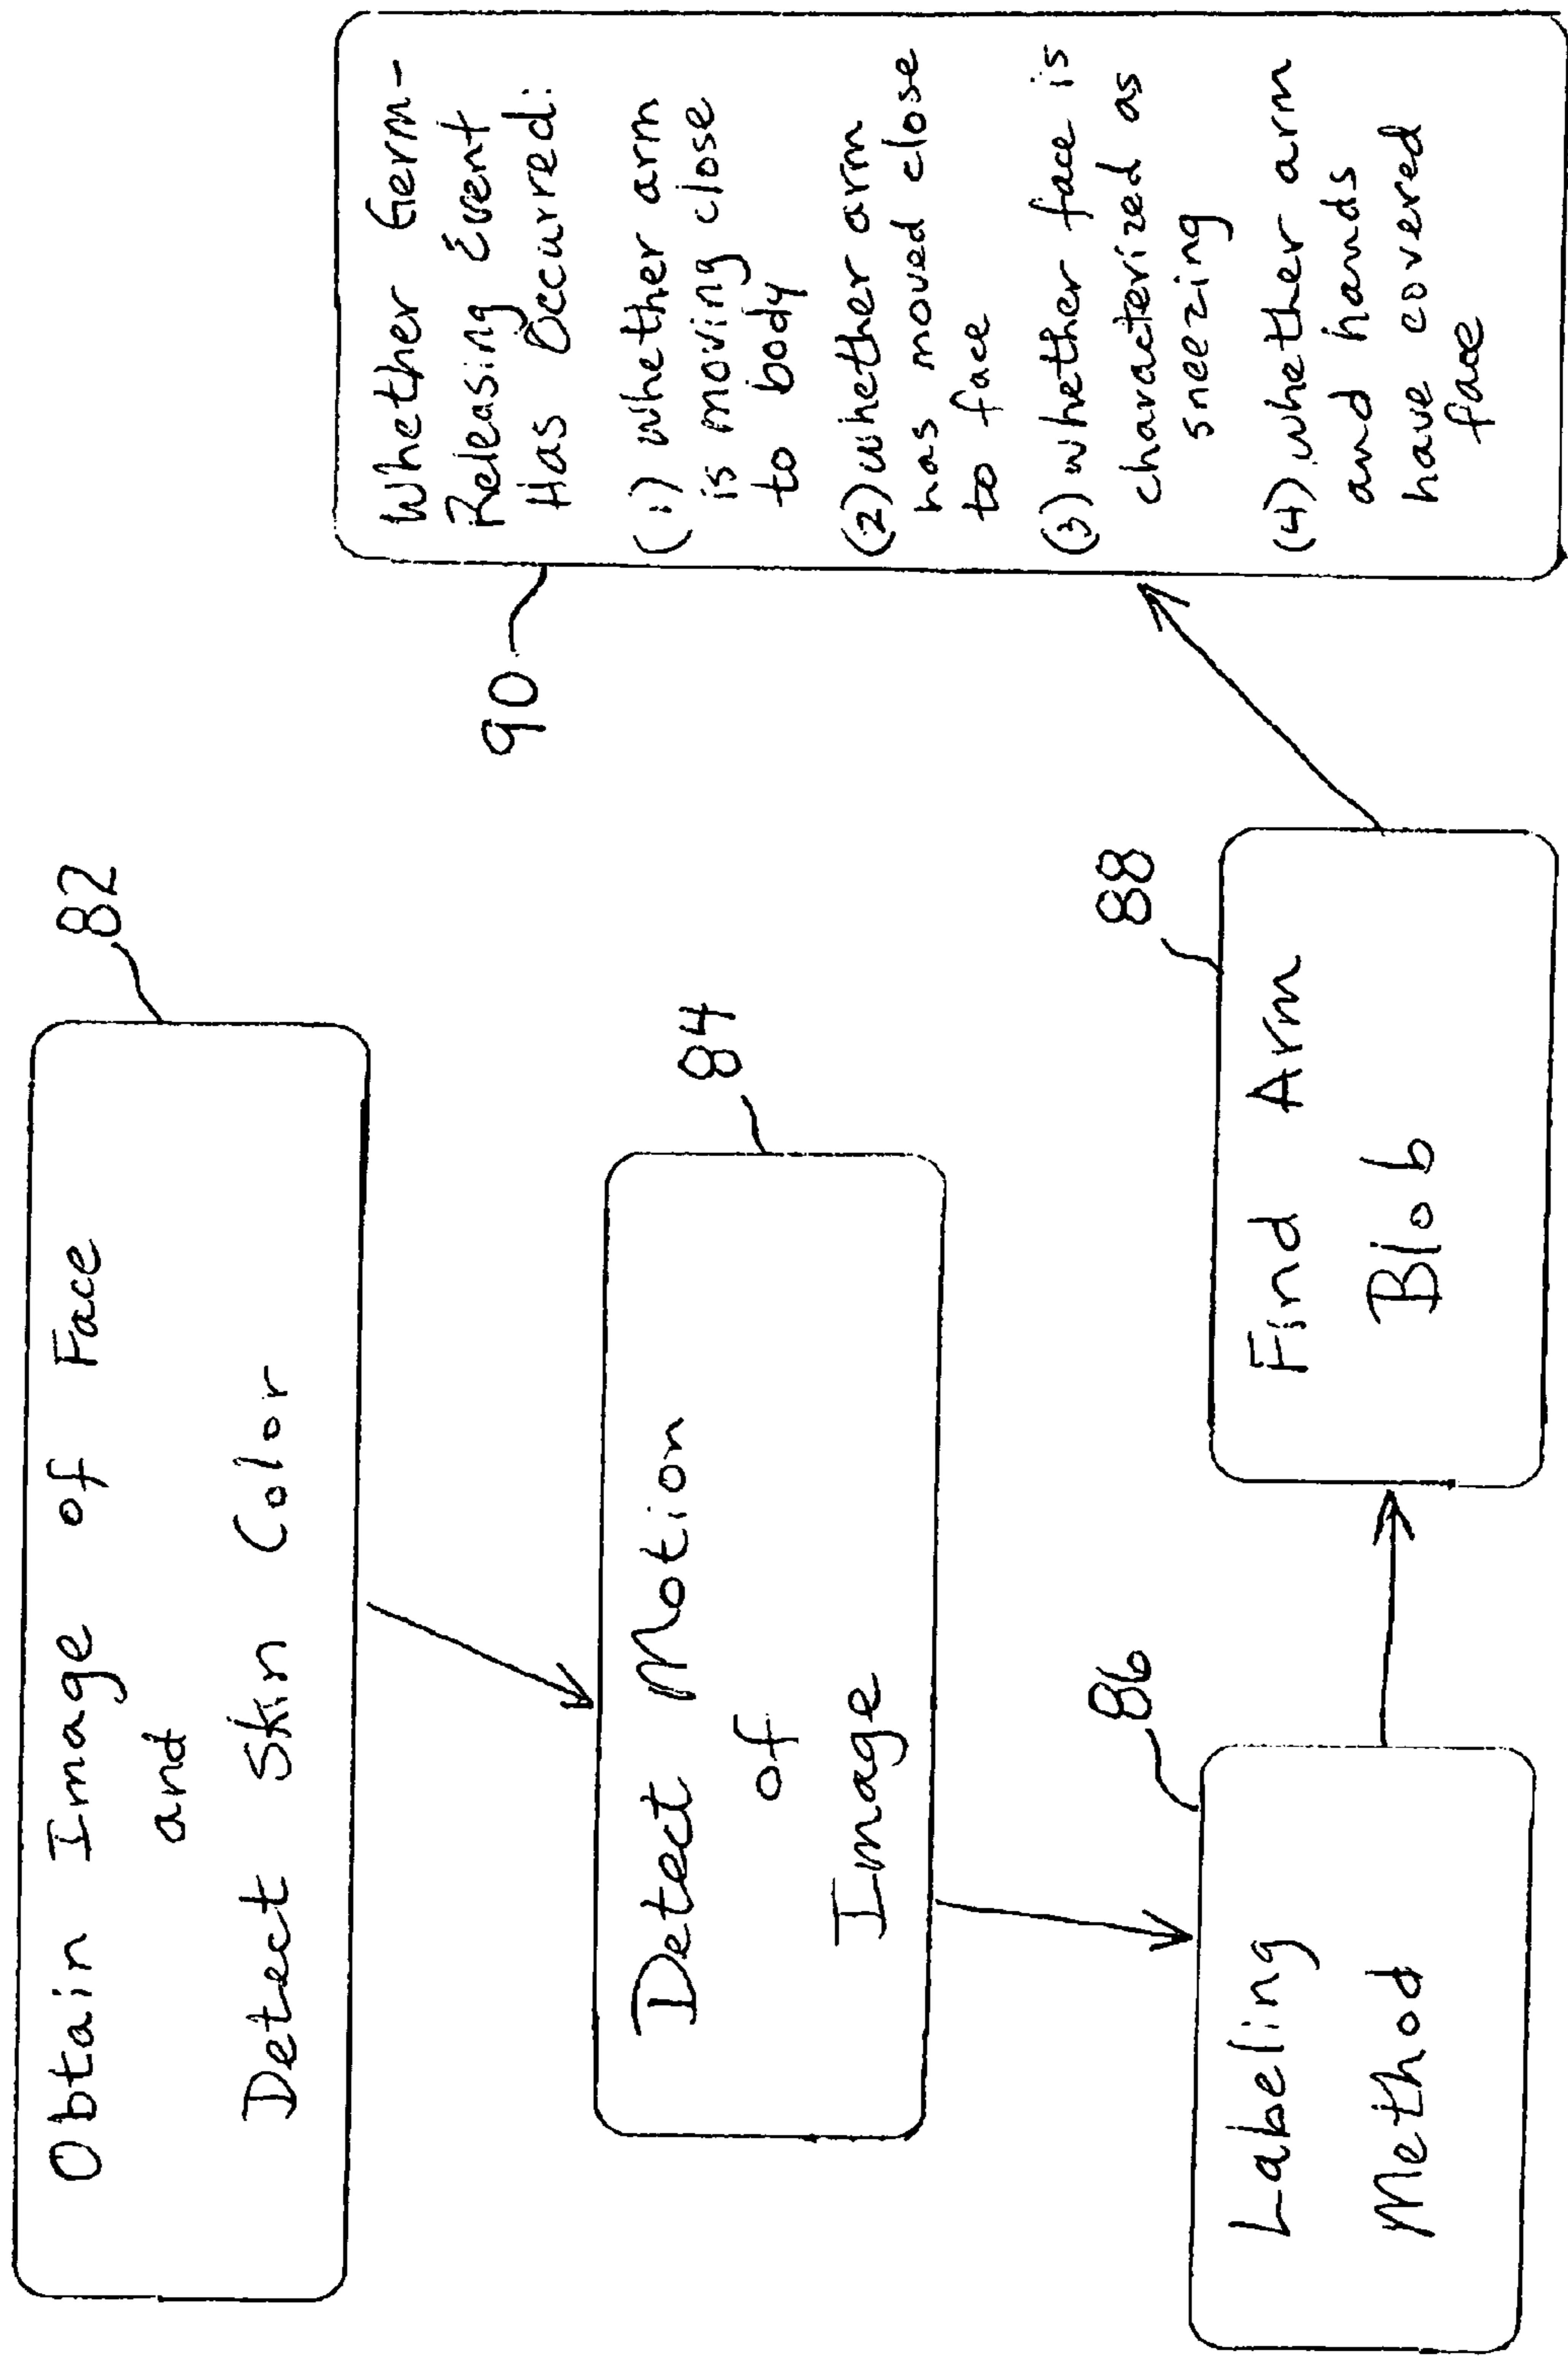 Obtain Image of Face
and
Detect Skin Color
82
Detect Motion
of
Image
84
Labeling
Method
86
Find Arm
Blob
88
90
Whether Germ-
Releasing Event
Has Occurred:
(1) whether arm
is moving close
to body
(2) whether arm
has moved close
to face
(3) whether face is
characterized as
sneezing
(4) whether arm
and hands
have covered
face